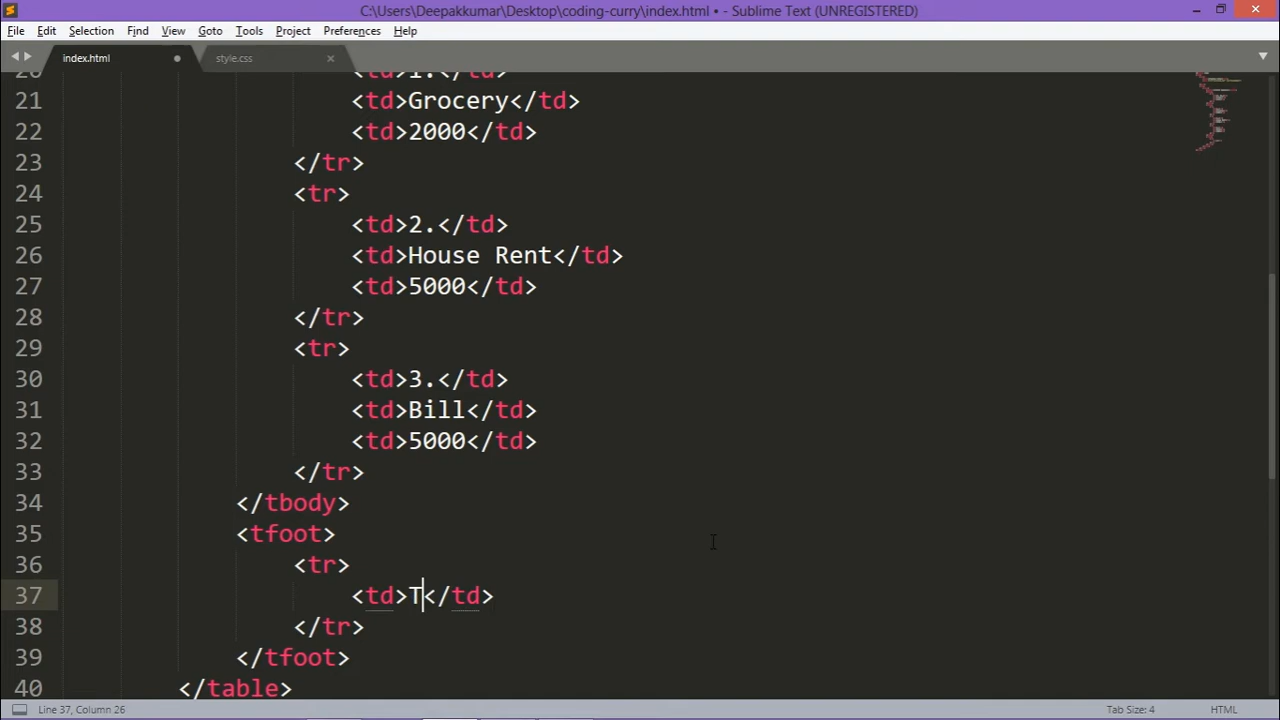 C:\Users\Deepakkumar\Desktop\coding-curry\index.html • - Sublime Text (UNREGISTERED)
File Edit Selection Find View Goto Tools Project Preferences Help
index.html style.css
20 <td>1.</td>
21 <td>Grocery</td>
22 <td>2000</td>
23 </tr>
24 <tr>
25 <td>2.</td>
26 <td>House Rent</td>
27 <td>5000</td>
28 </tr>
29 <tr>
30 <td>3.</td>
31 <td>Bill</td>
32 <td>5000</td>
33 </tr>
34 </tbody>
35 <tfoot>
36 <tr>
37 <td>T</td>
38 </tr>
39 </tfoot>
40 </table>
Line 37, Column 26 Tab Size: 4 HTML